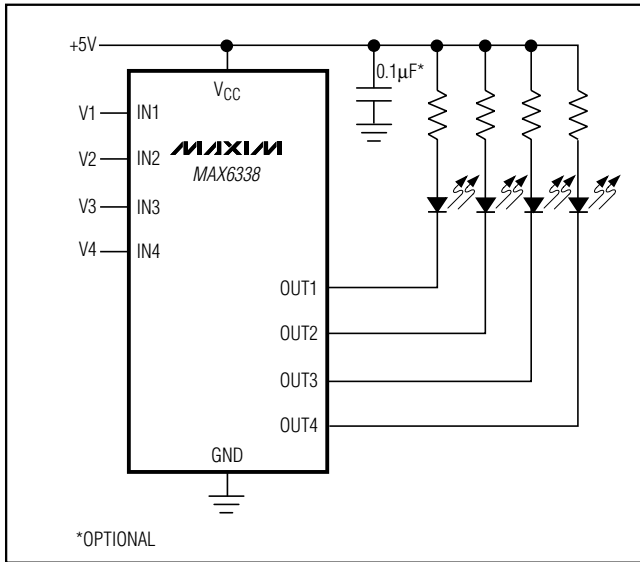 +5V
0.1µF*
VCC
V1 IN1
MAXIM
V2 IN2
MAX6338
V3 IN3
V4 IN4
OUT1
OUT2
OUT3
OUT4
GND
*OPTIONAL